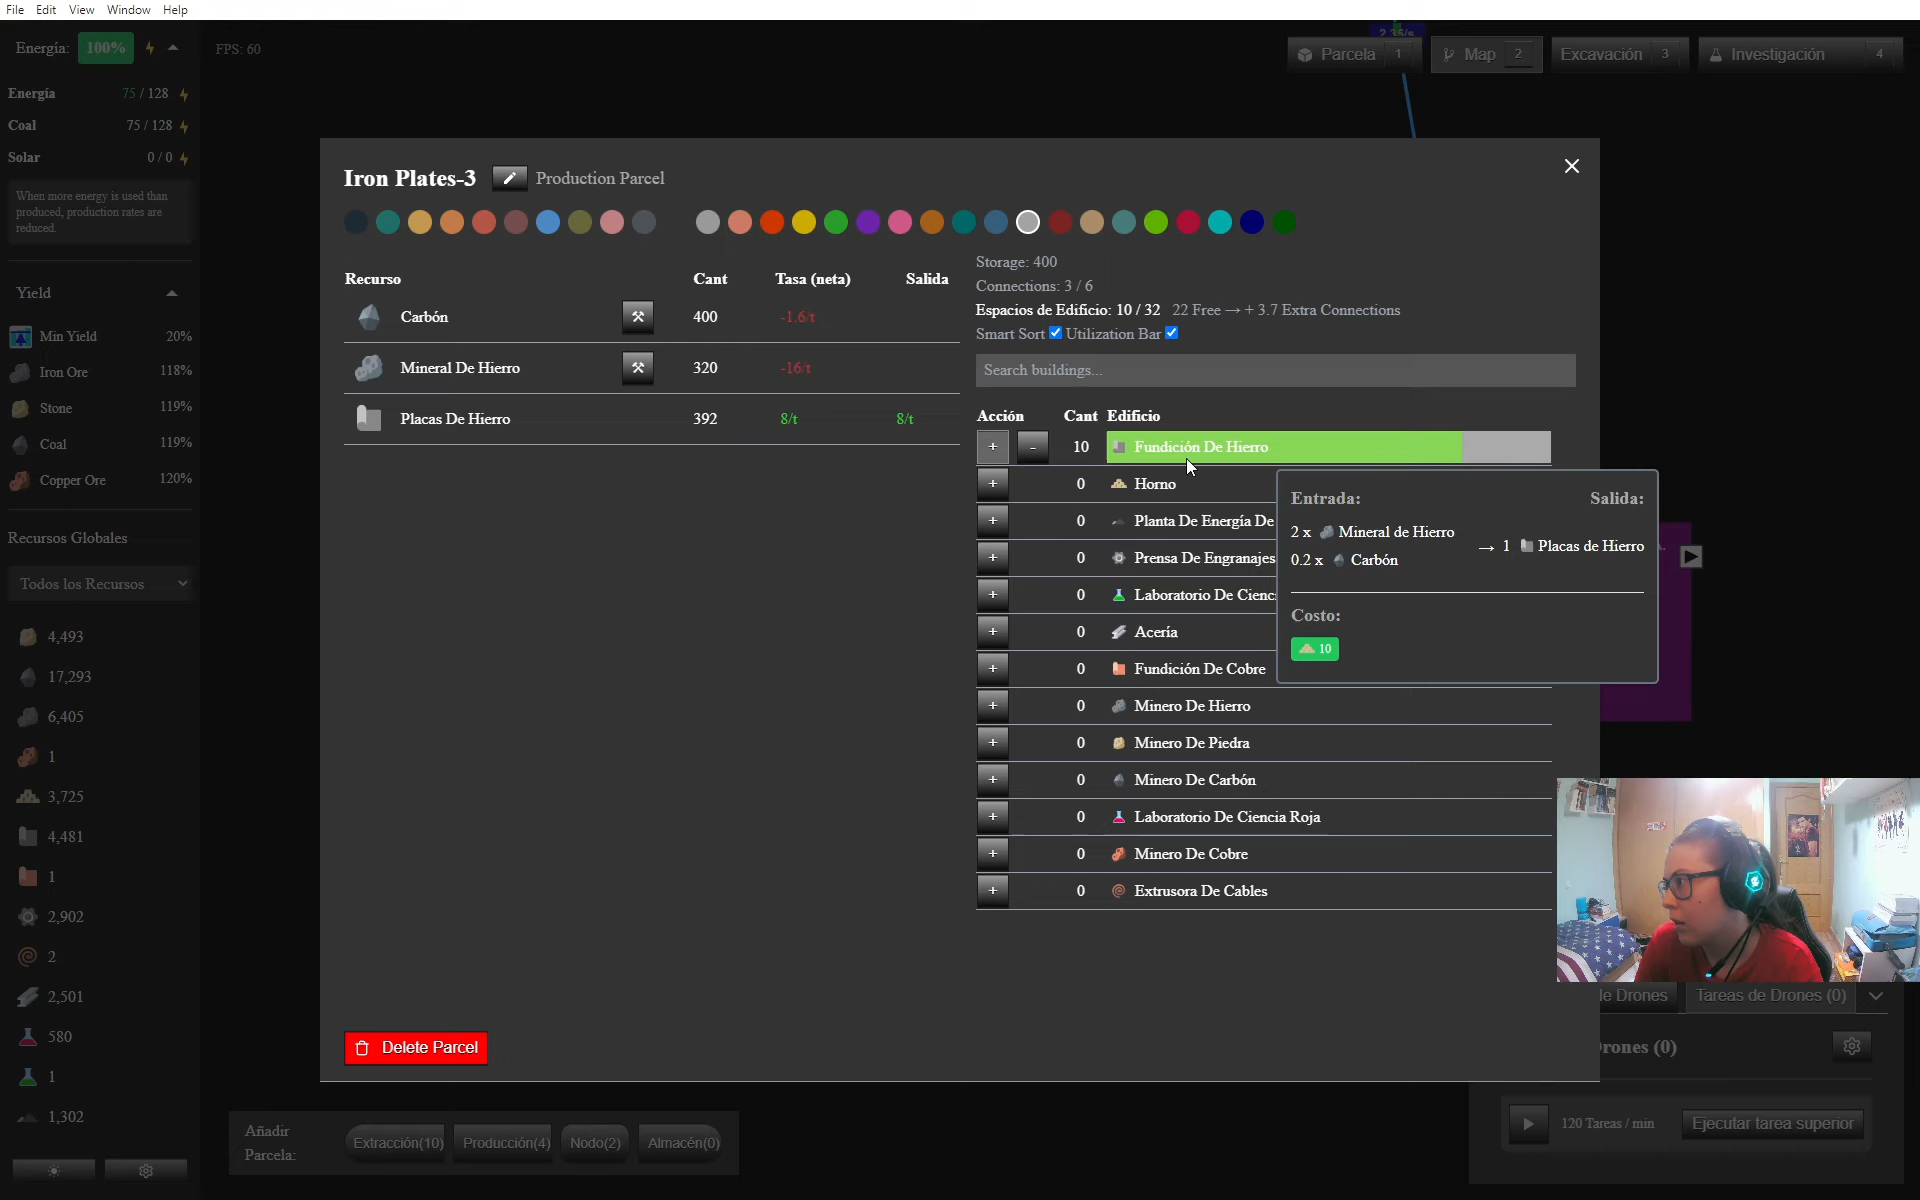 File Edit View Window Help
Energía: 100%
FPS: 60
2.35/s
Parcela 1
Map 2
Excavación 3
Investigación 4
Energía 75 / 128
Coal 75 / 128
Solar 0 / 0
When more energy is used than
produced, production rates are
reduced.
Yield
Min Yield 20%
Iron Ore 118%
Stone 119%
Coal 119%
Copper Ore 120%
Recursos Globales
Todos los Recursos
4,493
17,293
6,405
1
3,725
4,481
1
2,902
2
2,501
580
1
1,302
Iron Plates-3 Production Parcel
Recurso Cant Tasa (neta) Salida
Carbón 400 -1.6/t
Mineral De Hierro 320 -16/t
Placas De Hierro 392 8/t 8/t
Delete Parcel
Storage: 400
Connections: 3 / 6
Espacios de Edificio: 10 / 32 22 Free → + 3.7 Extra Connections
Smart Sort Utilization Bar
Search buildings...
Acción Cant Edificio
+ - 10 Fundición De Hierro
+ 0 Horno
+ 0 Planta De Energía De
+ 0 Prensa De Engranajes
+ 0 Laboratorio De
+ 0 Acería
+ 0 Fundición De Cobre
+ 0 Minero De Hierro
+ 0 Minero De Piedra
+ 0 Minero De Carbón
+ 0 Laboratorio De Ciencia Roja
+ 0 Minero De Cobre
+ 0 Extrusora De Cables
Entrada: Salida:
2 x Mineral de Hierro
0.2 x Carbón
→ 1 Placas de Hierro
Costo:
10
Añadir
Parcela:
Extracción(10) Producción(4) Nodo(2) Almacén(0)
de Drones Tareas de Drones (0)
Drones (0)
120 Tareas / min Ejecutar tarea superior